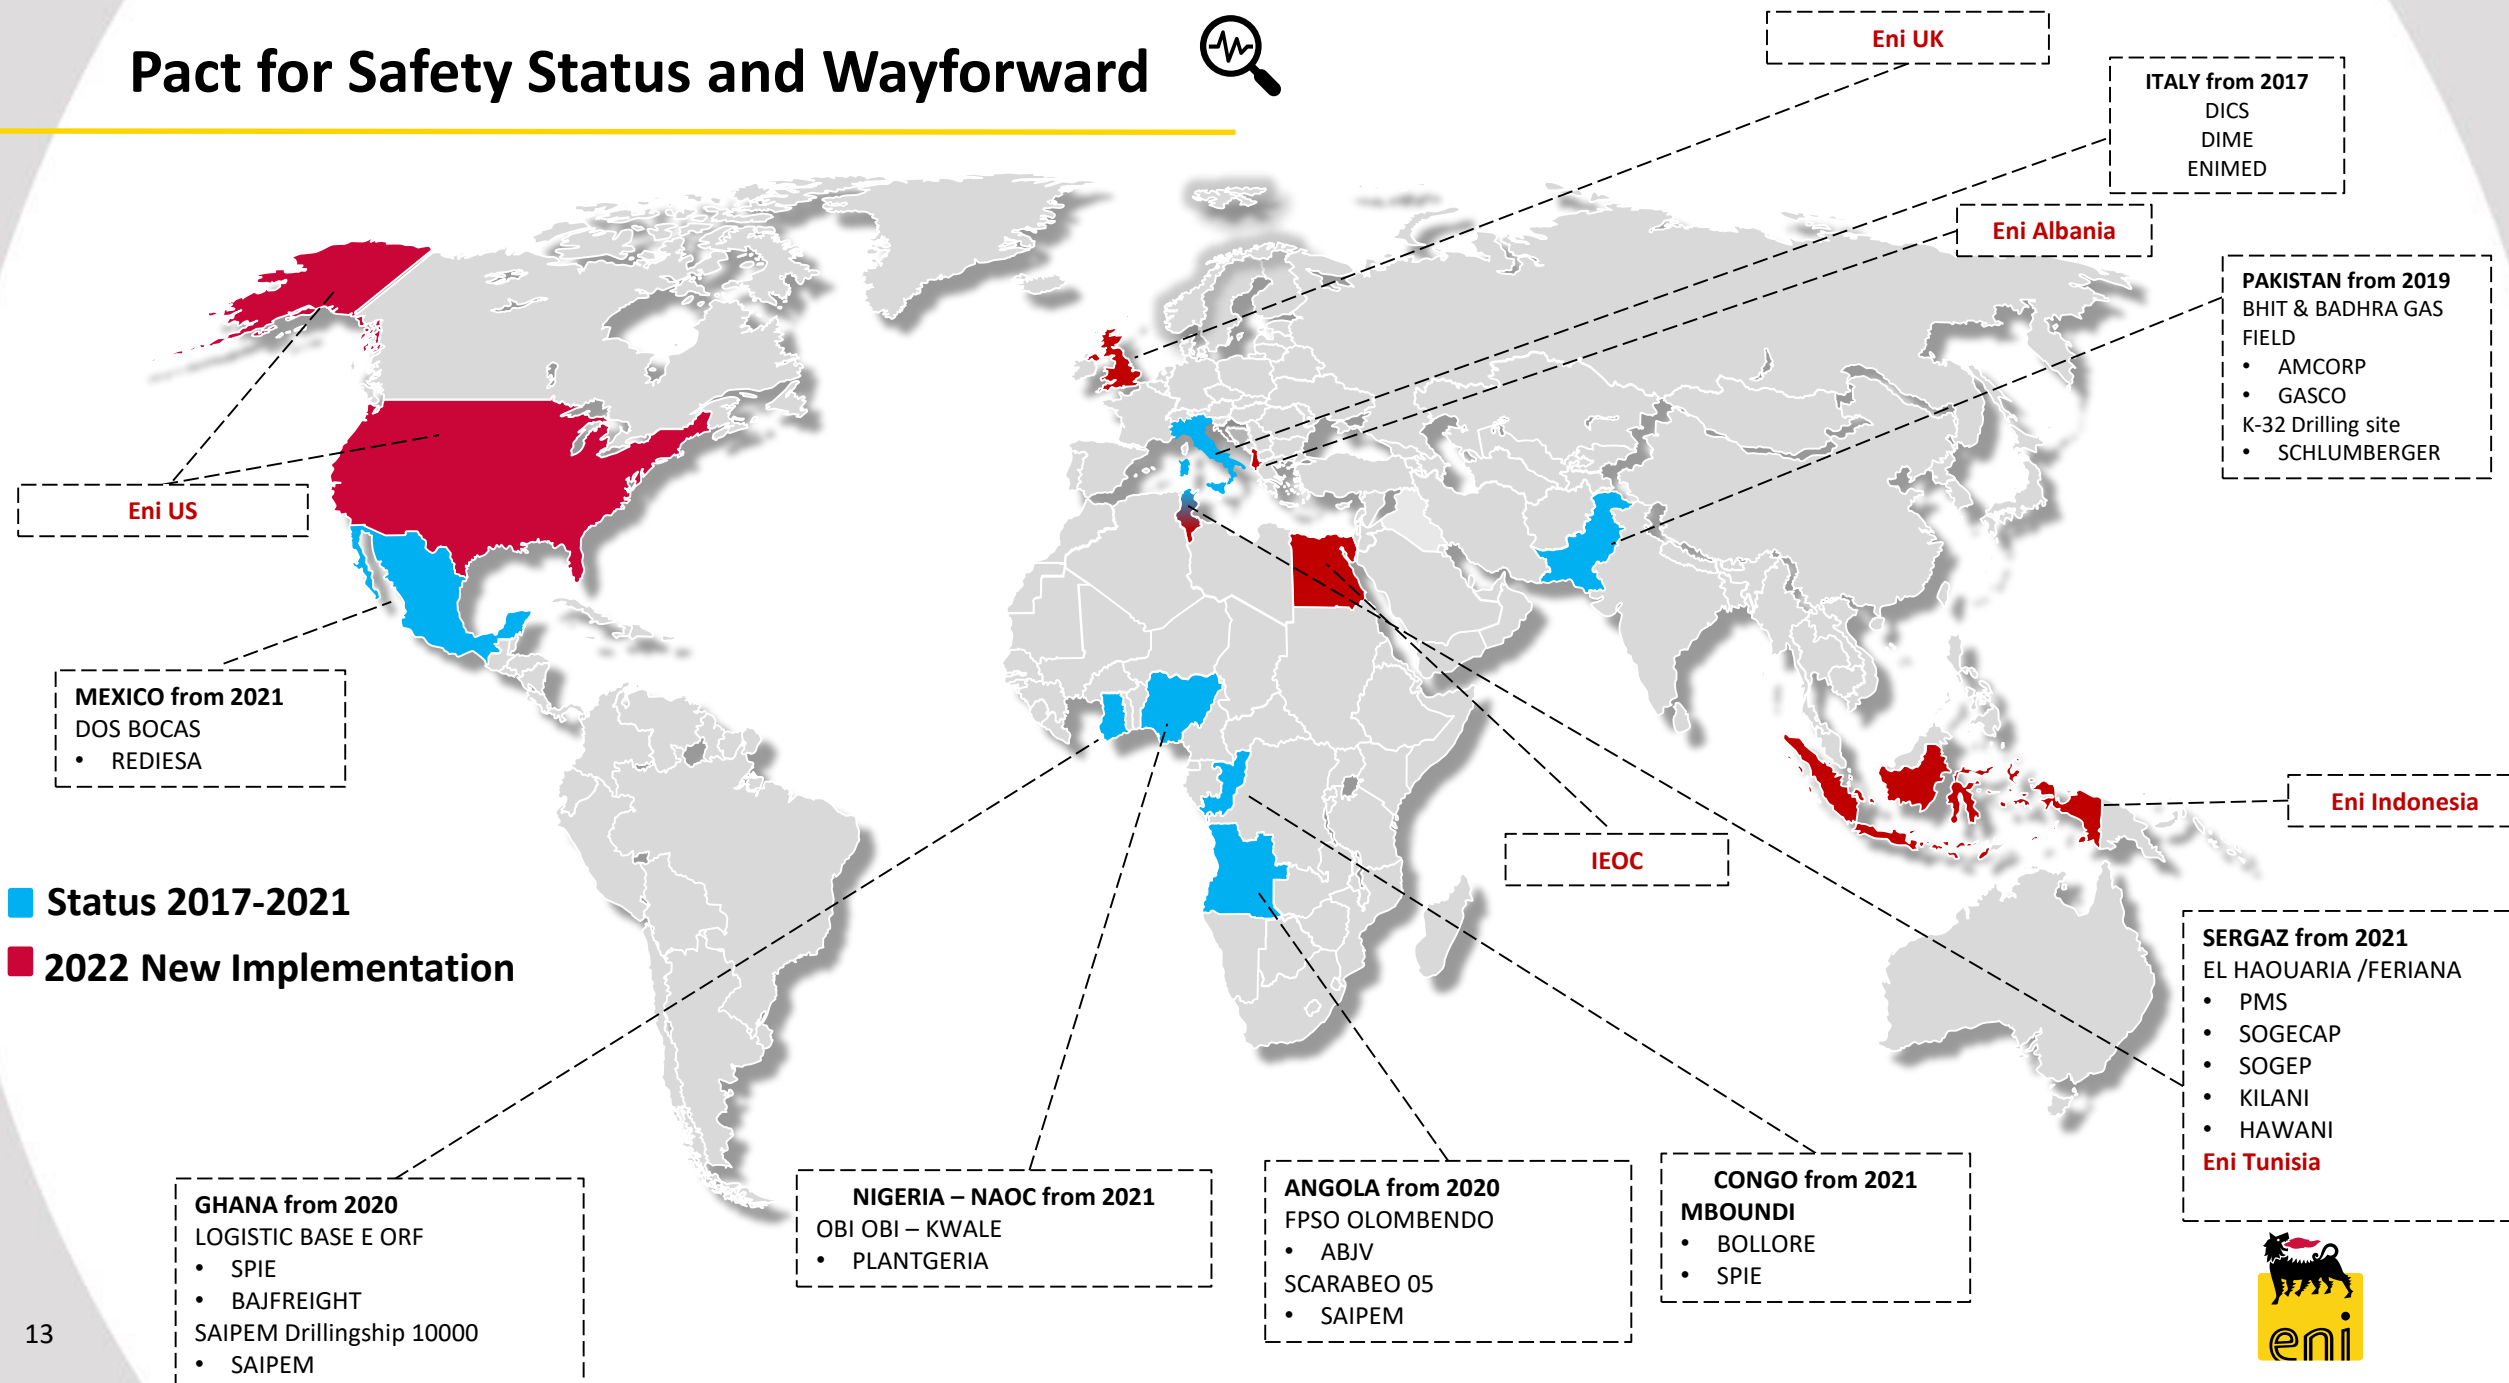 Pact for Safety Status and Wayforward
Eni UK
ITALY from 2017
DICS
DIME
ENIMED
Eni Albania
PAKISTAN from 2019
BHIT & BADHRA GAS
FIELD
• AMCORP
• GASCO
K-32 Drilling site
• SCHLUMBERGER
Eni US
MEXICO from 2021
DOS BOCAS
• REDIESA
Eni Indonesia
IEOC
Status 2017-2021
2022 New Implementation
SERGAZ from 2021
EL HAOUARIA /FERIANA
• PMS
• SOGECAP
• SOGEP
• KILANI
• HAWANI
Eni Tunisia
GHANA from 2020
LOGISTIC BASE E ORF
• SPIE
• BAJFREIGHT
SAIPEM Drillingship 10000
• SAIPEM
NIGERIA – NAOC from 2021
OBI OBI – KWALE
• PLANTGERIA
ANGOLA from 2020
FPSO OLOMBENDO
• ABJV
SCARABEO 05
• SAIPEM
CONGO from 2021
MBOUNDI
• BOLLORE
• SPIE
13
eni